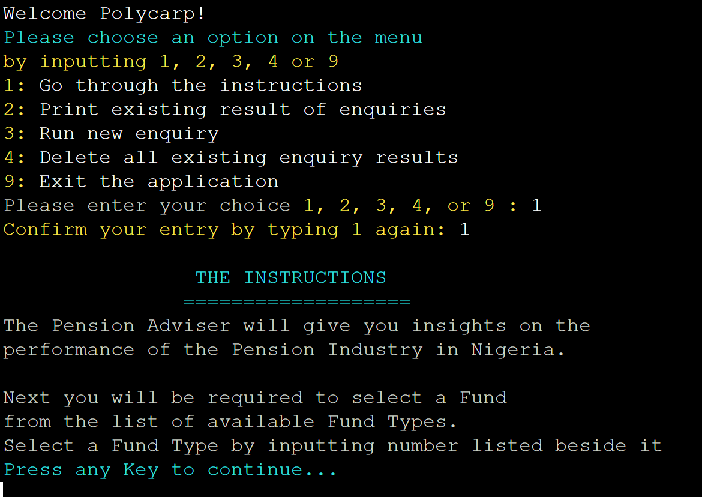 Welcome Polycarp!
Please choose an option on the menu
by inputting 1, 2, 3, 4 or 9
1: Go through the instructions
2: Print existing result of enquiries
3: Run new enquiry
4: Delete all existing enquiry results
9: Exit the application
Please enter your choice 1, 2, 3, 4, or 9 : 1
Confirm your entry by typing 1 again: 1
THE INSTRUCTIONS
===================
The Pension Adviser will give you insights on the
performance of the Pension Industry in Nigeria.
Next you will be required to select a Fund
from the list of available Fund Types.
Select a Fund Type by inputting number listed beside it
Press any Key to continue...